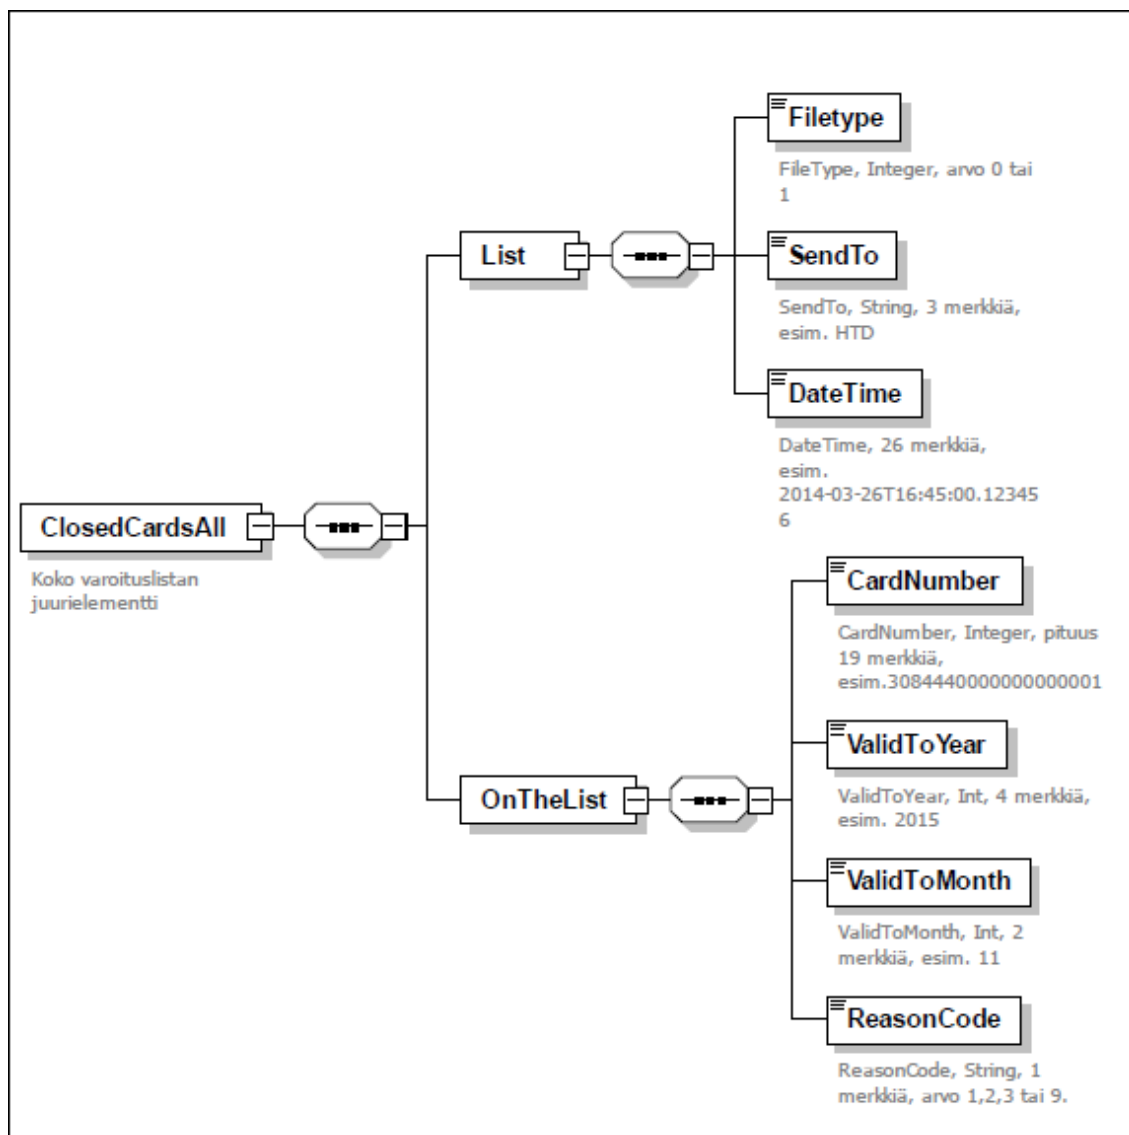 Filetype
FileType, Integer, arvo 0 tai
1
List
SendTo
SendTo, String, 3 merkkiä,
esim. HTD
DateTime
DateTime, 26 merkkiä,
esim.
2014-03-26T16:45:00.12345
6
ClosedCardsAll
Koko varoituslistan
juurielementti
CardNumber
CardNumber, Integer, pituus
19 merkkiä,
esim.3084440000000000001
ValidToYear
ValidToYear, Int, 4 merkkiä,
esim. 2015
OnTheList
ValidToMonth
ValidToMonth, Int, 2
merkkiä, esim. 11
ReasonCode
ReasonCode, String, 1
merkkiä, arvo 1,2,3 tai 9.